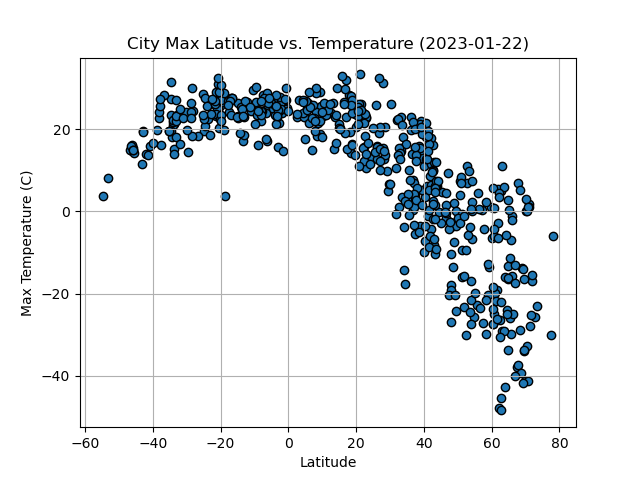 City Max Latitude vs. Temperature (2023-01-22)
Max Temperature (C)
20
0
−20
−40
−60 −40 −20 0 20 40 60 80
Latitude